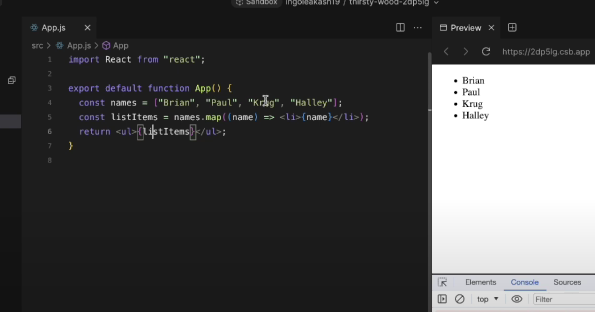 Sandbox
ingoleakash19 / thirsty-wood-2dp5lg
App.js
Preview
src > App.js > App
https://2dp5lg.csb.app
1 import React from "react";
2
3 export default function App() {
4 const names = ["Brian", "Paul", "Krug", "Halley"];
5 const listItems = names.map((name) => <li>{name}</li>);
6 return <ul>{listItems}</ul>;
7 }
8
Brian
Paul
Krug
Halley
Elements Console Sources
top Filter